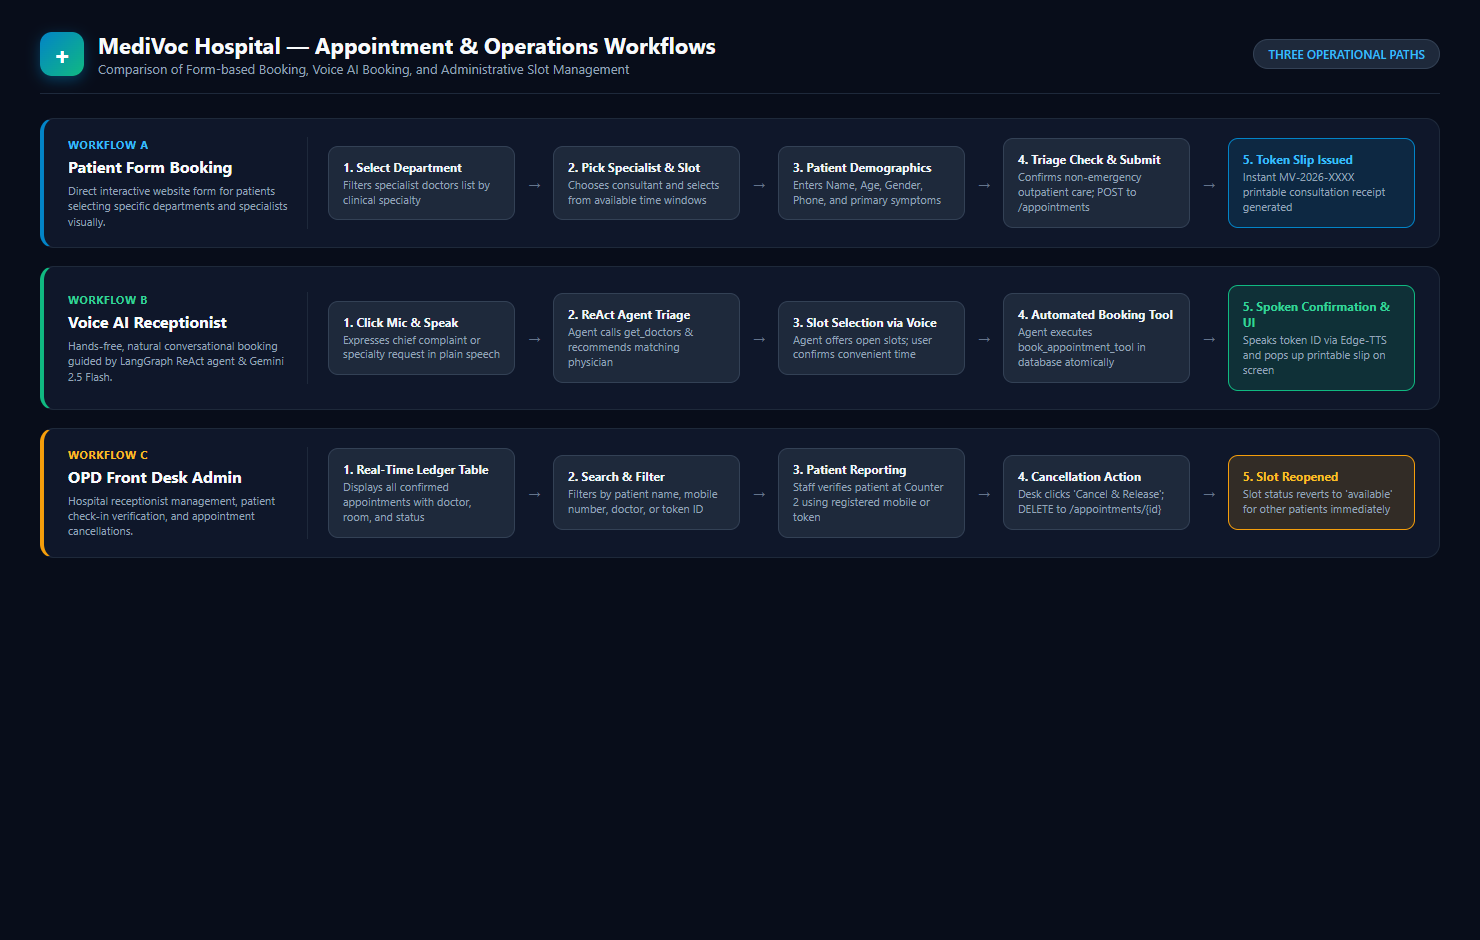 +
MediVoc Hospital — Appointment & Operations Workflows
Comparison of Form-based Booking, Voice AI Booking, and Administrative Slot Management
THREE OPERATIONAL PATHS
WORKFLOW A
Patient Form Booking
Direct interactive website form for patients
selecting specific departments and specialists
visually.
1. Select Department
Filters specialist doctors list by
clinical specialty
→
2. Pick Specialist & Slot
Chooses consultant and selects
from available time windows
→
3. Patient Demographics
Enters Name, Age, Gender,
Phone, and primary symptoms
→
4. Triage Check & Submit
Confirms non-emergency
outpatient care; POST to
/appointments
→
5. Token Slip Issued
Instant MV-2026-XXXX
printable consultation receipt
generated
WORKFLOW B
Voice AI Receptionist
Hands-free, natural conversational booking
guided by LangGraph ReAct agent & Gemini
2.5 Flash.
1. Click Mic & Speak
Expresses chief complaint or
specialty request in plain speech
→
2. ReAct Agent Triage
Agent calls get_doctors &
recommends matching
physician
→
3. Slot Selection via Voice
Agent offers open slots; user
confirms convenient time
→
4. Automated Booking Tool
Agent executes
book_appointment_tool in
database atomically
→
5. Spoken Confirmation &
UI
Speaks token ID via Edge-TTS
and pops up printable slip on
screen
WORKFLOW C
OPD Front Desk Admin
Hospital receptionist management, patient
check-in verification, and appointment
cancellations.
1. Real-Time Ledger Table
Displays all confirmed
appointments with doctor,
room, and status
→
2. Search & Filter
Filters by patient name, mobile
number, doctor, or token ID
→
3. Patient Reporting
Staff verifies patient at Counter
2 using registered mobile or
token
→
4. Cancellation Action
Desk clicks 'Cancel & Release';
DELETE to /appointments/{id}
→
5. Slot Reopened
Slot status reverts to 'available'
for other patients immediately